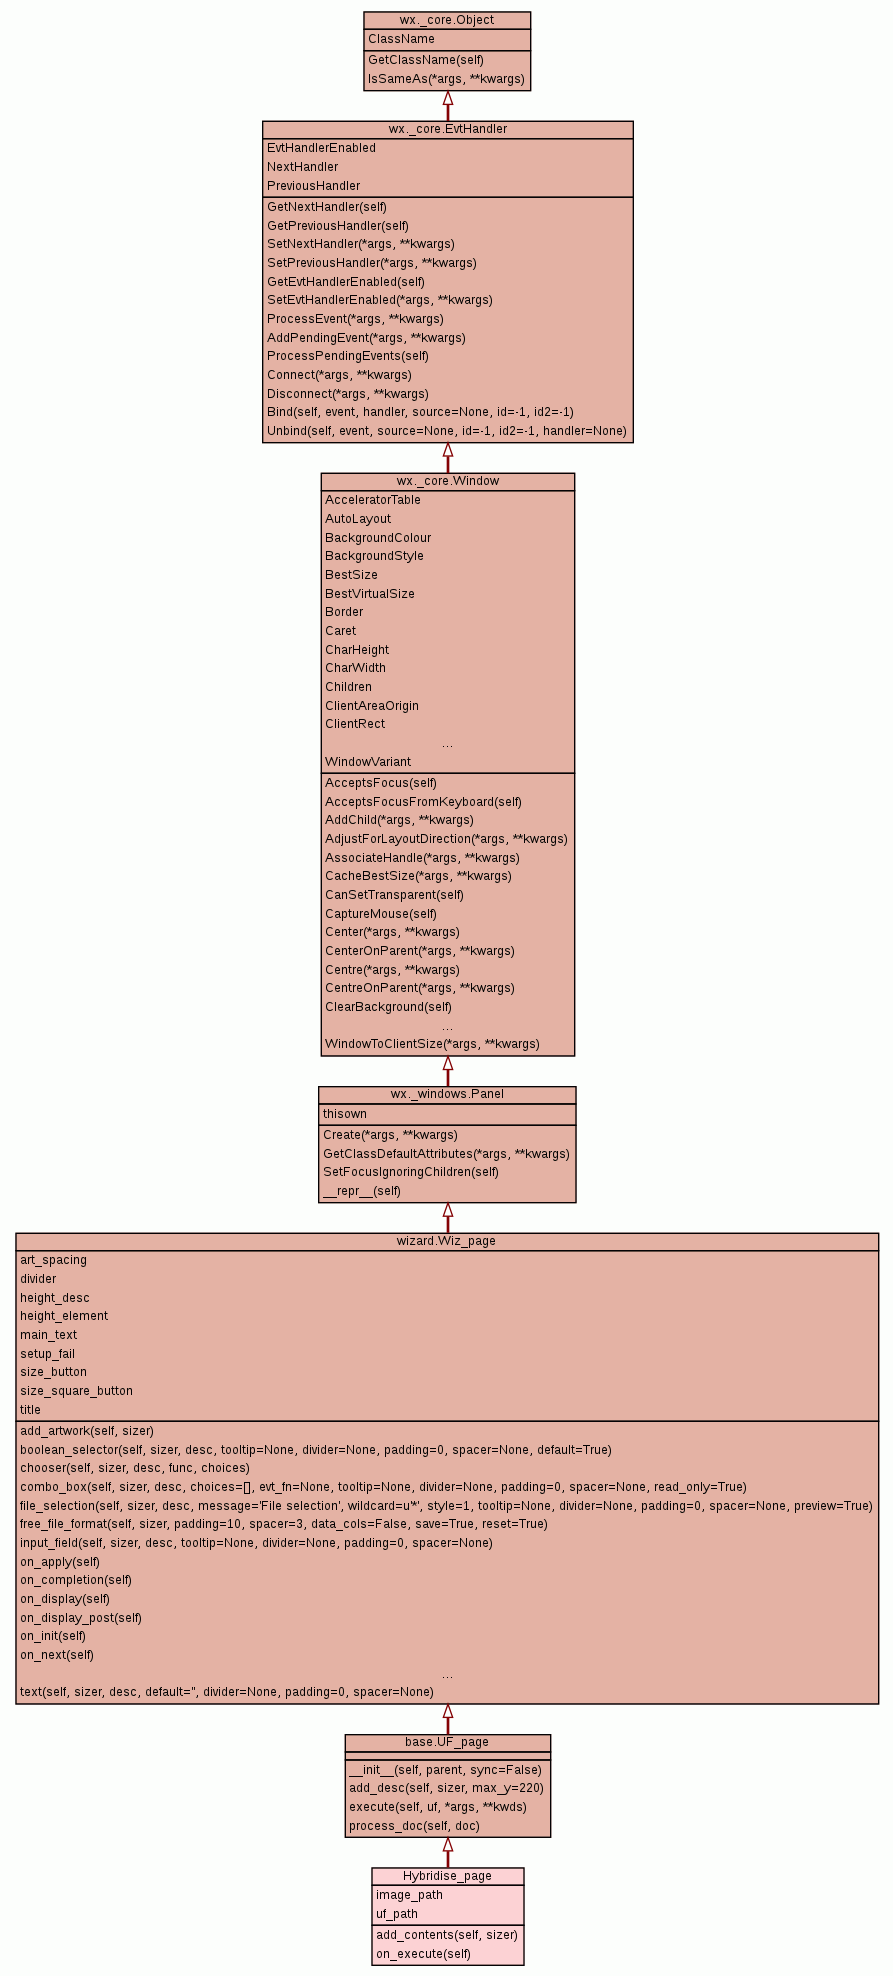 wx._core.Object
ClassName
GetClassName(self)
IsSameAs(*args, **kwargs)
wx._core.EvtHandler
EvtHandlerEnabled
NextHandler
PreviousHandler
GetNextHandler(self)
GetPreviousHandler(self)
SetNextHandler(*args, **kwargs)
SetPreviousHandler(*args, **kwargs)
GetEvtHandlerEnabled(self)
SetEvtHandlerEnabled(*args, **kwargs)
ProcessEvent(*args, **kwargs)
AddPendingEvent(*args, **kwargs)
ProcessPendingEvents(self)
Connect(*args, **kwargs)
Disconnect(*args, **kwargs)
Bind(self, event, handler, source=None, id=-1, id2=-1)
Unbind(self, event, source=None, id=-1, id2=-1, handler=None)
wx._core.Window
AcceleratorTable
AutoLayout
BackgroundColour
BackgroundStyle
BestSize
BestVirtualSize
Border
Caret
CharHeight
CharWidth
Children
ClientAreaOrigin
ClientRect
...
WindowVariant
AcceptsFocus(self)
AcceptsFocusFromKeyboard(self)
AddChild(*args, **kwargs)
AdjustForLayoutDirection(*args, **kwargs)
AssociateHandle(*args, **kwargs)
CacheBestSize(*args, **kwargs)
CanSetTransparent(self)
CaptureMouse(self)
Center(*args, **kwargs)
CenterOnParent(*args, **kwargs)
Centre(*args, **kwargs)
CentreOnParent(*args, **kwargs)
ClearBackground(self)
...
WindowToClientSize(*args, **kwargs)
wx._windows.Panel
thisown
Create(*args, **kwargs)
GetClassDefaultAttributes(*args, **kwargs)
SetFocusIgnoringChildren(self)
__repr__(self)
wizard.Wiz_page
art_spacing
divider
height_desc
height_element
main_text
setup_fail
size_button
size_square_button
title
add_artwork(self, sizer)
boolean_selector(self, sizer, desc, tooltip=None, divider=None, padding=0, spacer=None, default=True)
chooser(self, sizer, desc, func, choices)
combo_box(self, sizer, desc, choices=[], evt_fn=None, tooltip=None, divider=None, padding=0, spacer=None, read_only=True)
file_selection(self, sizer, desc, message='File selection', wildcard=u'*', style=1, tooltip=None, divider=None, padding=0, spacer=None, preview=True)
free_file_format(self, sizer, padding=10, spacer=3, data_cols=False, save=True, reset=True)
input_field(self, sizer, desc, tooltip=None, divider=None, padding=0, spacer=None)
on_apply(self)
on_completion(self)
on_display(self)
on_display_post(self)
on_init(self)
on_next(self)
...
text(self, sizer, desc, default='', divider=None, padding=0, spacer=None)
base.UF_page
__init__(self, parent, sync=False)
add_desc(self, sizer, max_y=220)
execute(self, uf, *args, **kwds)
process_doc(self, doc)
Hybridise_page
image_path
uf_path
add_contents(self, sizer)
on_execute(self)